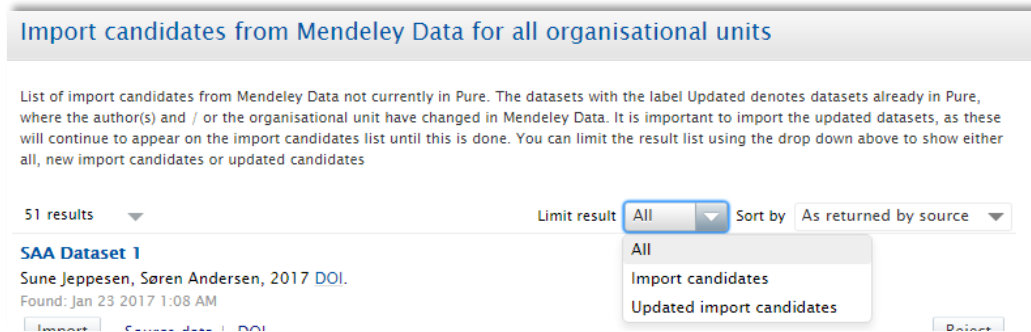 Import candidates from Mendeley Data for all organisational units
List of import candidates from Mendeley Data not currently in Pure. The datasets with the label Updated denotes datasets already in Pure,
where the author(s) and / or the organisational unit have changed in Mendeley Data. It is important to import the updated datasets, as these
will continue to appear on the import candidates list until this is done. You can limit the result list using the drop down above to show either
all, new import candidates or updated candidates
51 results Limit result All Sort by As returned by source
All
Import candidates
Updated import candidates
SAA Dataset 1
Sune Jeppesen, Søren Andersen, 2017 DOI.
Found: Jan 23 2017 1:08 AM
Import Source data | DOI Reject